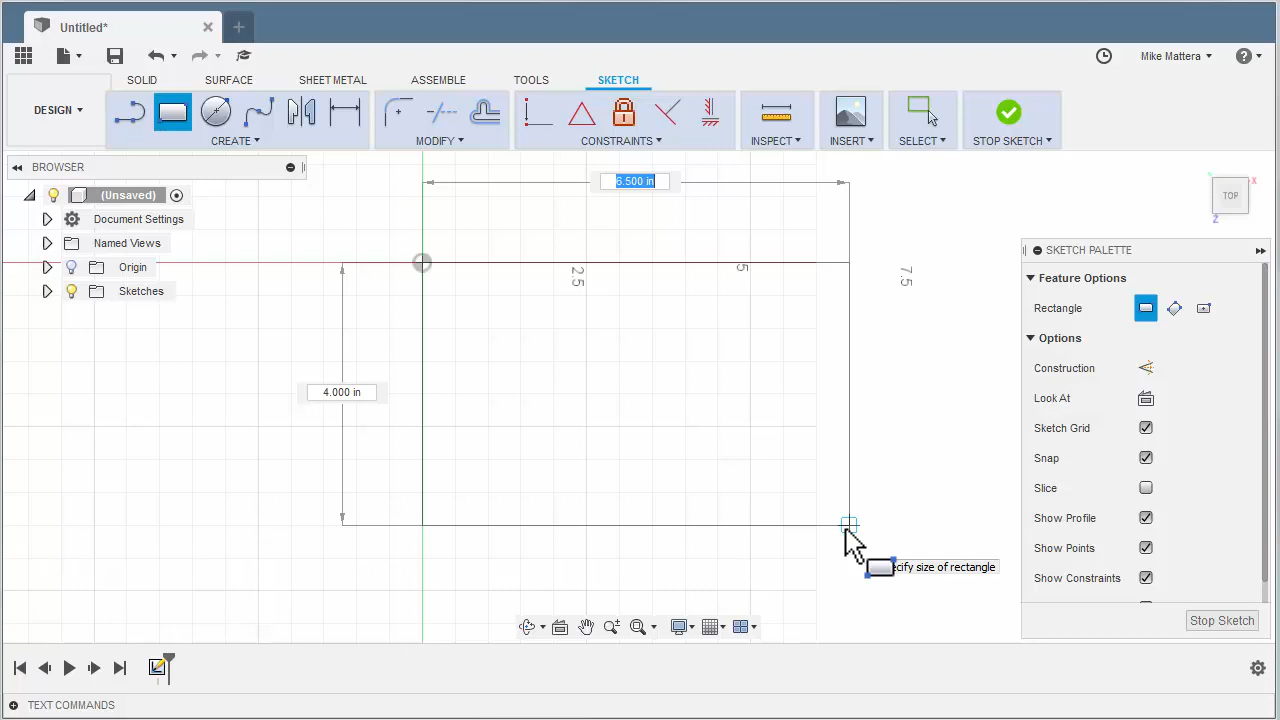 Untitled*
Mike Mattera
?
DESIGN
SOLID
SURFACE
SHEET METAL
ASSEMBLE
TOOLS
SKETCH
CREATE
MODIFY
CONSTRAINTS
INSPECT
INSERT
SELECT
STOP SKETCH
BROWSER
(Unsaved)
Document Settings
Named Views
Origin
Sketches
6.500 in
4.000 in
2.5
5
7.5
TOP
X
Z
SKETCH PALETTE
Feature Options
Rectangle
Options
Construction
Look At
Sketch Grid
Snap
Slice
Show Profile
Show Points
Show Constraints
Stop Sketch
cify size of rectangle
TEXT COMMANDS